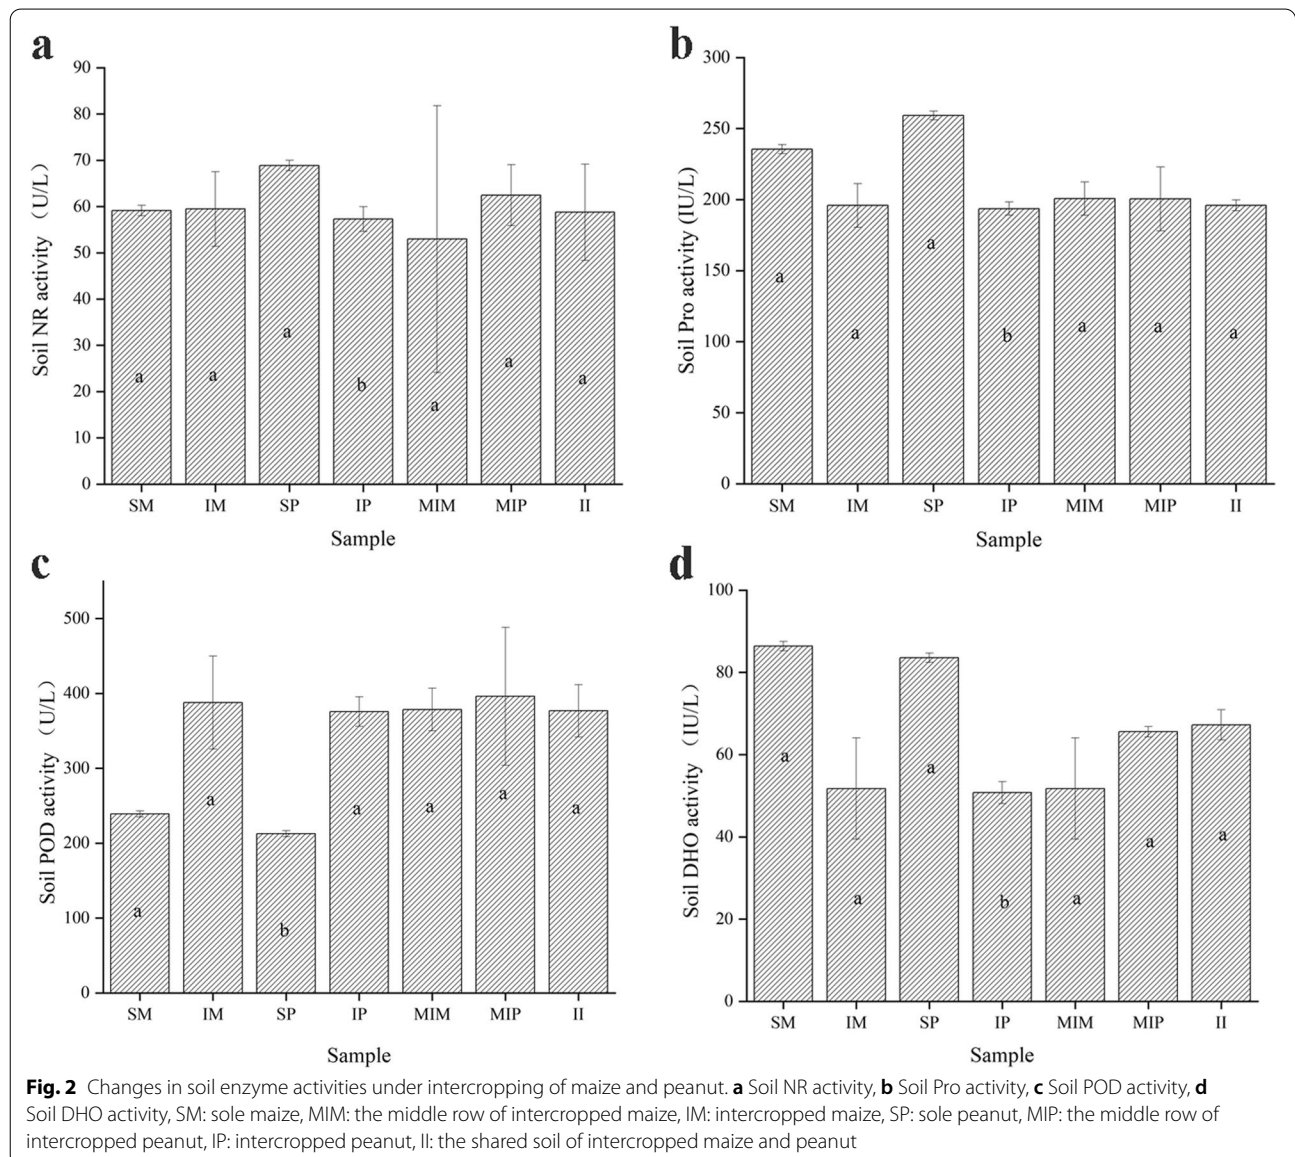 a
Soil NR activity （U/L）
90
80
70
60
50
40
30
20
10
0
a
a
a
b
a
a
a
SM IM SP IP MIM MIP II
Sample
b
Soil Pro activity (IU/L)
300
250
200
150
100
50
0
a
a
a
b
a
a
a
SM IM SP IP MIM MIP II
Sample
c
Soil POD activity （U/L）
500
400
300
200
100
0
a
a
b
a
a
a
a
SM IM SP IP MIM MIP II
Sample
d
Soil DHO activity （IU/L）
100
80
60
40
20
0
a
a
a
b
a
a
a
SM IM SP IP MIM MIP II
Sample
Fig. 2 Changes in soil enzyme activities under intercropping of maize and peanut. a Soil NR activity, b Soil Pro activity, c Soil POD activity, d
Soil DHO activity, SM: sole maize, MIM: the middle row of intercropped maize, IM: intercropped maize, SP: sole peanut, MIP: the middle row of
intercropped peanut, IP: intercropped peanut, II: the shared soil of intercropped maize and peanut